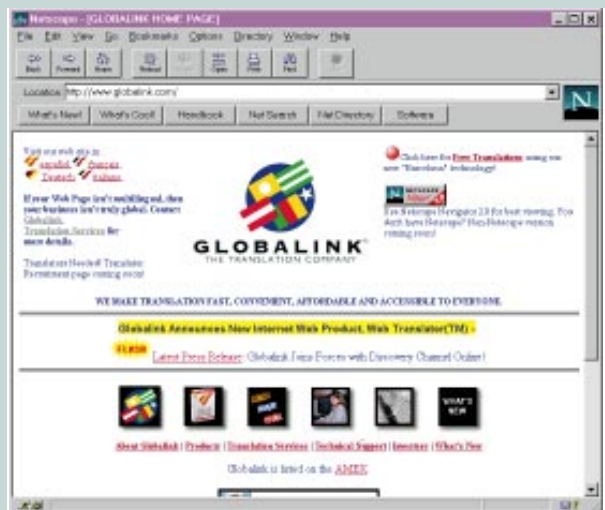 Netscape - [GLOBALINK HOME PAGE]
File Edit View Go Bookmarks Options Directory Window Help
Back Forward Home Reload Open Print Find
Location: http://www.globalink.com/
What's New! What's Cool! Handbook Net Search Net Directory Software
Visit our web site in:
español, français,
Deutsch, italiano.
If your Web Page isn't multilingual, then
your business isn't truly global. Contact
Globalink
Translation Services for
more details.
Translators Needed! Translator
Recruitment page coming soon!
GLOBALINK
THE TRANSLATION COMPANY
Click here for Free Translations using our
new "Barcelona" technology!
NETSCAPE
Use Netscape Navigator 2.0 for best viewing. You
don't have Netscape? Non-Netscape version
coming soon!
WE MAKE TRANSLATION FAST, CONVENIENT, AFFORDABLE AND ACCESSIBLE TO EVERYONE.
Globalink Announces New Internet Web Product, Web Translator(TM) -
FLASH Latest Press Release: Globalink Joins Forces with Discovery Channel Online!
WHAT'S
NEW
About Globalink | Products | Translation Services | Technical Support | Investors | What's New
Globalink is listed on the AMEX